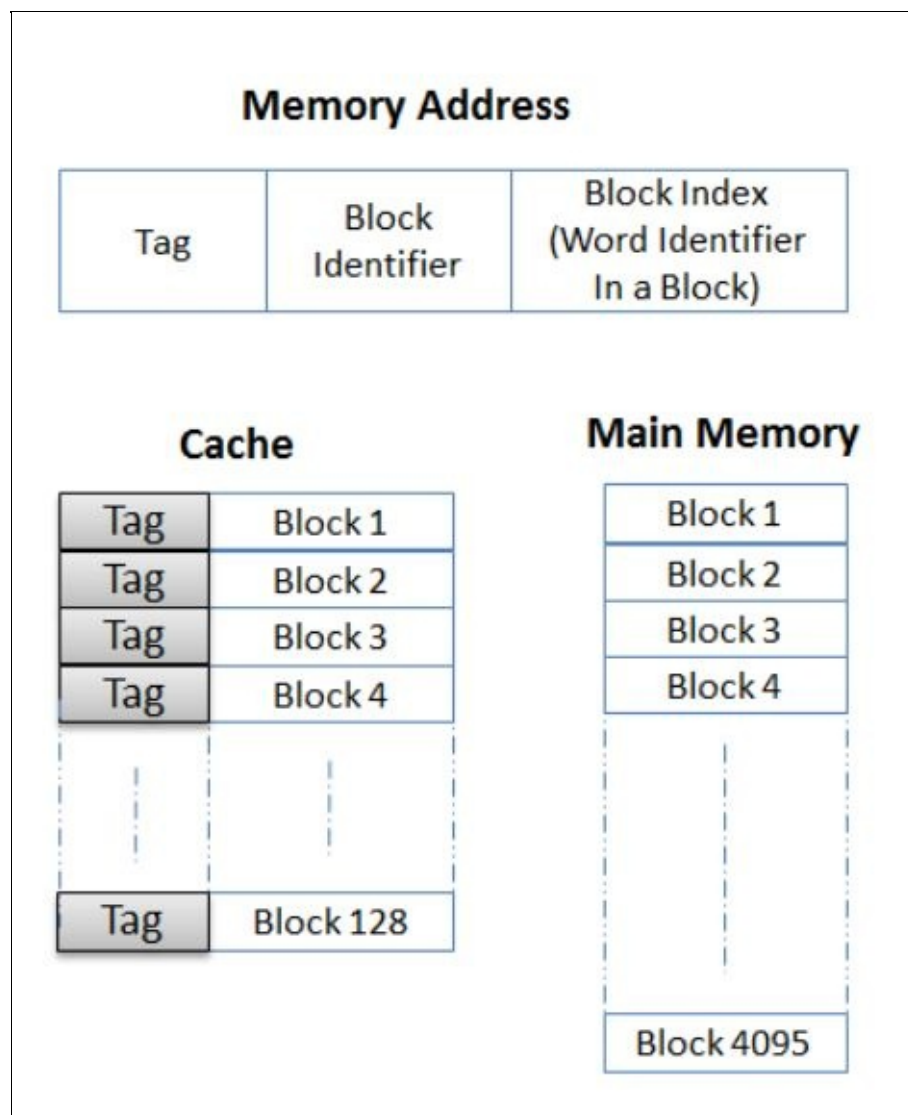 Memory Address
Tag
Block
Identifier
Block Index
(Word Identifier
In a Block)
Cache
Tag Block 1
Tag Block 2
Tag Block 3
Tag Block 4
Tag Block 128
Main Memory
Block 1
Block 2
Block 3
Block 4
Block 4095